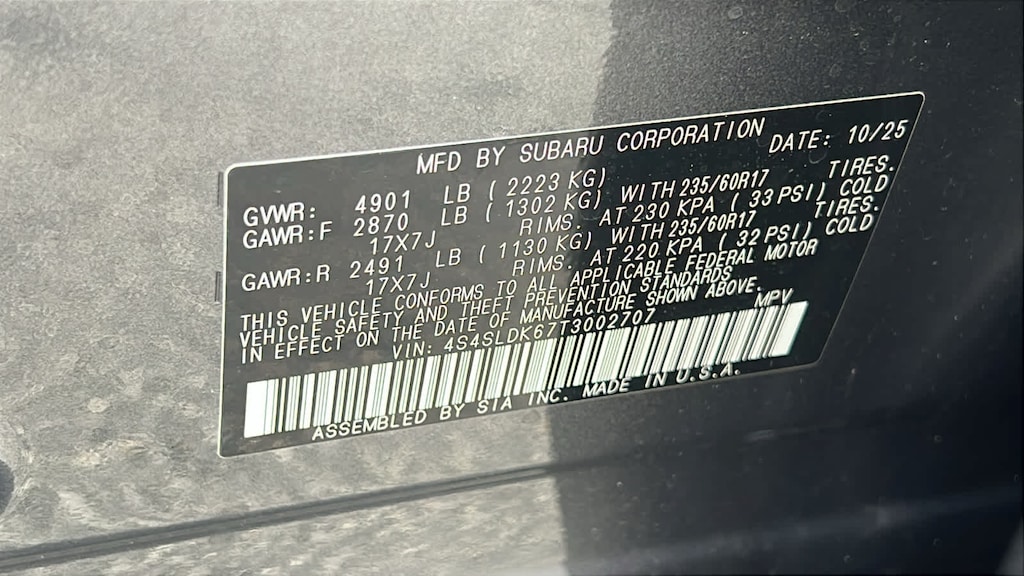 MFD BY SUBARU CORPORATION DATE: 10/25
GVWR: 4901 LB ( 2223 KG)
GAWR:F 2870 LB ( 1302 KG) WITH 235/60R17 TIRES.
17X7J RIMS. AT 230 KPA ( 33 PSI) COLD
GAWR:R 2491 LB ( 1130 KG) WITH 235/60R17 TIRES.
17X7J RIMS. AT 220 KPA ( 32 PSI) COLD
THIS VEHICLE CONFORMS TO ALL APPLICABLE FEDERAL MOTOR
VEHICLE SAFETY AND THEFT PREVENTION STANDARDS
IN EFFECT ON THE DATE OF MANUFACTURE SHOWN ABOVE.
VIN: 4S4SLDK67T3002707 MPV
ASSEMBLED BY SIA INC. MADE IN U.S.A.